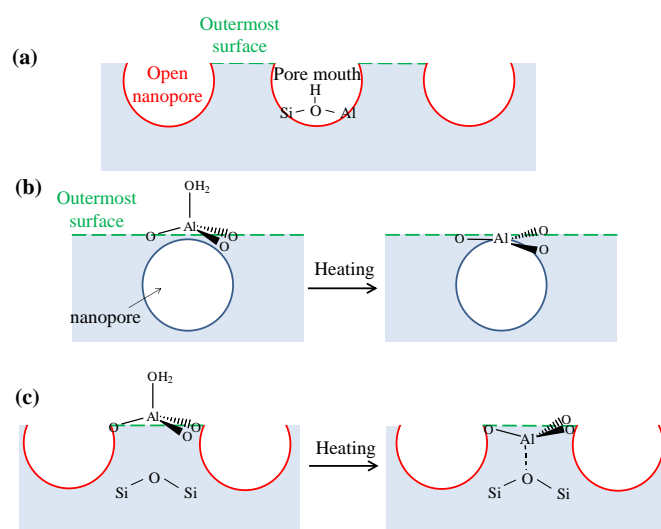 Outermost
surface
(a)
Open
nanopore
Pore mouth
H
Si O Al
(b)
OH2
Outermost
surface
O Al O
O
nanopore
Heating
O Al O
O
(c)
OH2
O Al O
O
Si O Si
Heating
O Al O O
O
Si Si